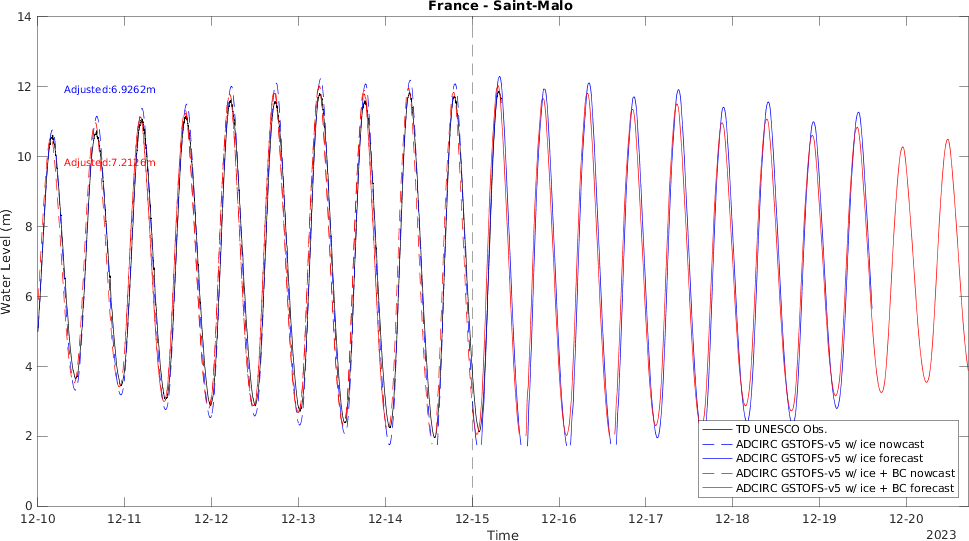 France - Saint-Malo
14
12
10
8
6
4
2
0
Water Level (m)
Adjusted:6.9262m
Adjusted:7.2126m
TD UNESCO Obs.
ADCIRC GSTOFS-v5 w/ ice nowcast
ADCIRC GSTOFS-v5 w/ ice forecast
ADCIRC GSTOFS-v5 w/ ice + BC nowcast
ADCIRC GSTOFS-v5 w/ ice + BC forecast
12-10 12-11 12-12 12-13 12-14 12-15 12-16 12-17 12-18 12-19 12-20
Time
2023